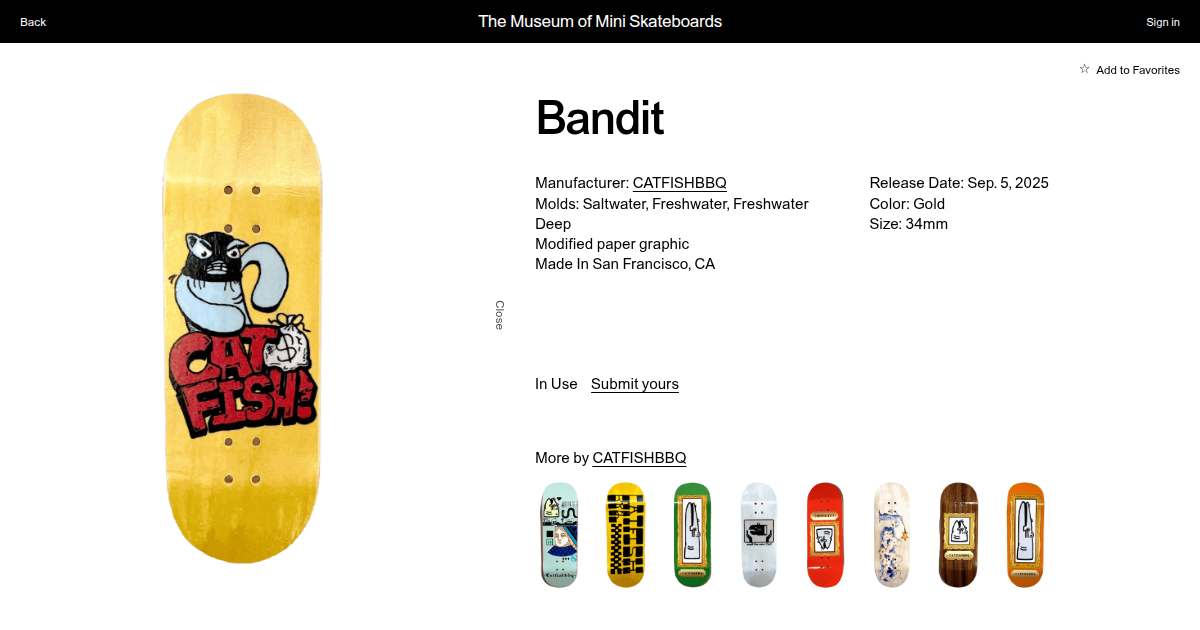 Back
The Museum of Mini Skateboards
Sign in
☆ Add to Favorites
Bandit
Manufacturer: CATFISHBBQ
Molds: Saltwater, Freshwater, Freshwater
Deep
Modified paper graphic
Made In San Francisco, CA
Release Date: Sep. 5, 2025
Color: Gold
Size: 34mm
CAT $
FISH!
Close
In Use Submit yours
More by CATFISHBBQ
Catfishbbq